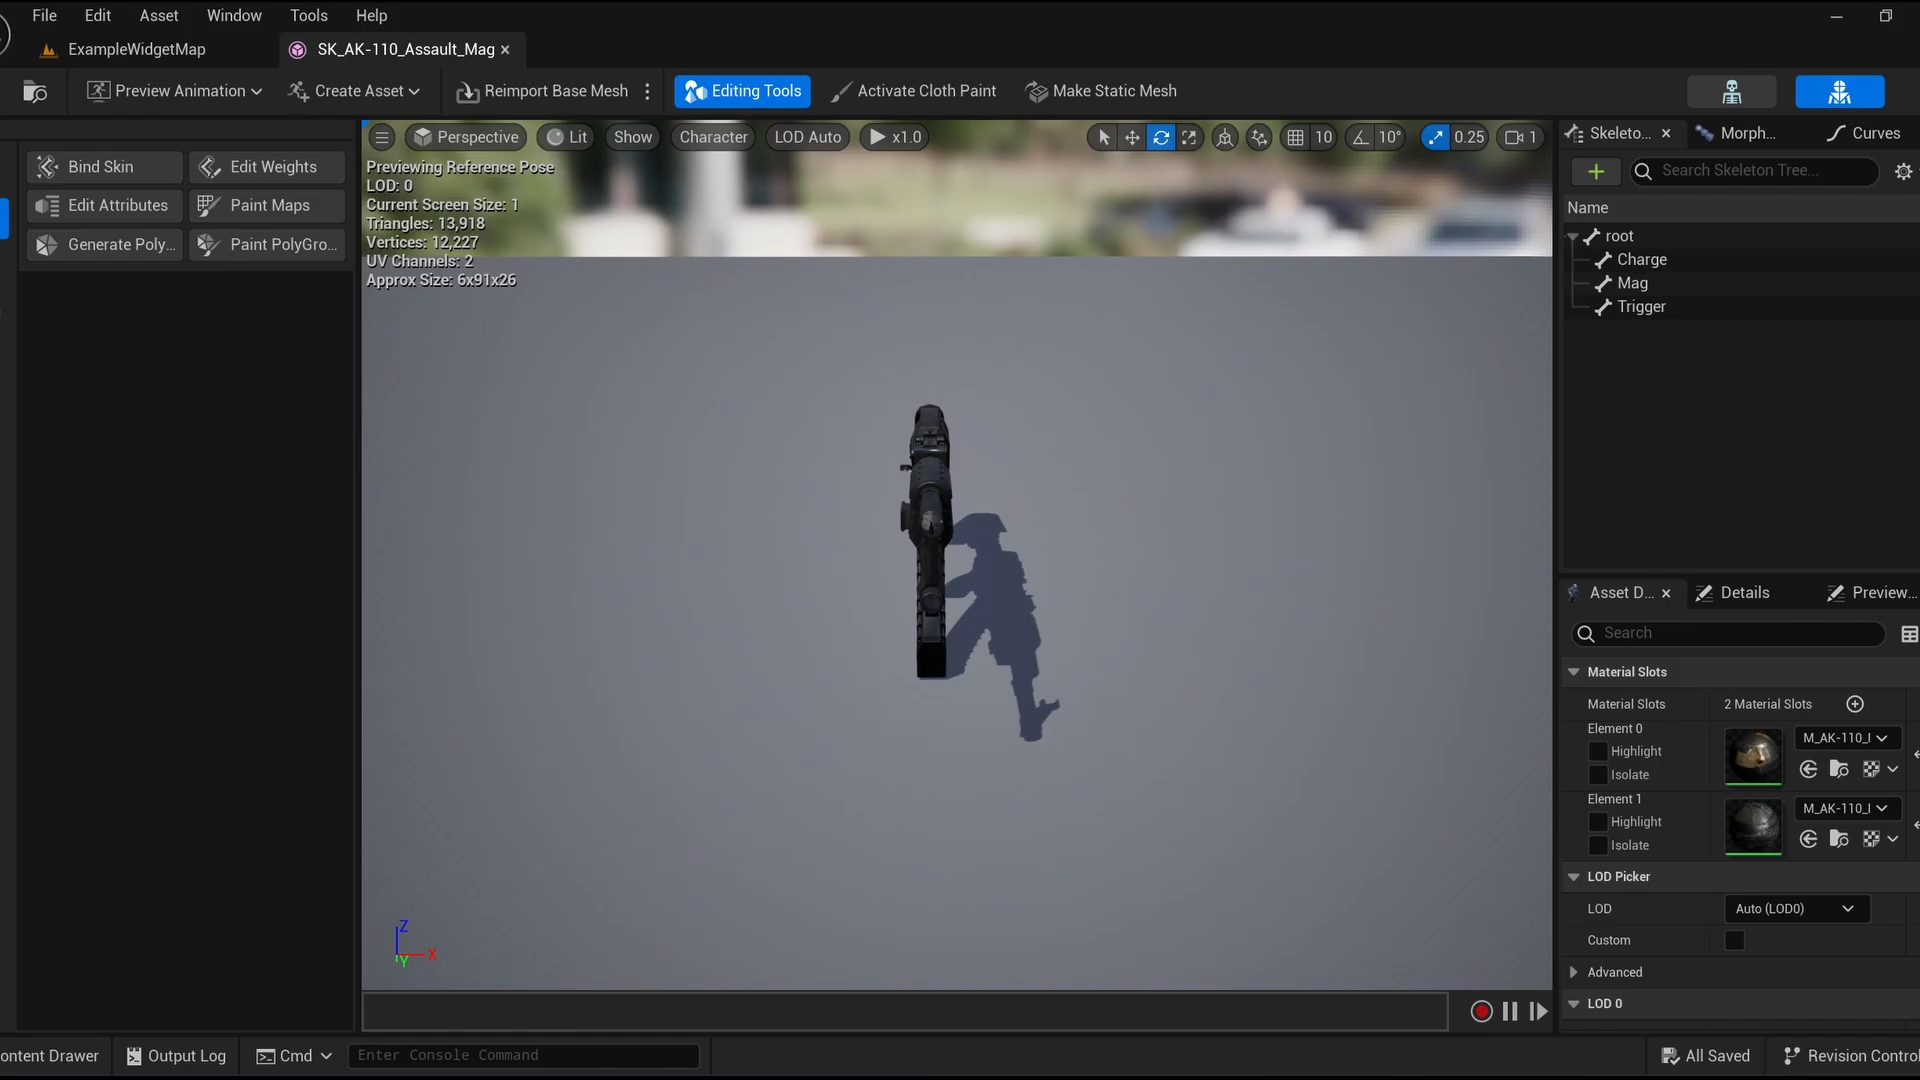 File Edit Asset Window Tools Help
ExampleWidgetMap SK_AK-110_Assault_Mag
Preview Animation Create Asset Reimport Base Mesh Editing Tools Activate Cloth Paint Make Static Mesh
Perspective Lit Show Character LOD Auto x1.0 10 10° 0.25 1
Skeleto... Morph... Curves
Bind Skin Edit Weights
Edit Attributes Paint Maps
Generate Poly... Paint PolyGro...
Previewing Reference Pose
LOD: 0
Current Screen Size: 1
Triangles: 13,918
Vertices: 12,227
UV Channels: 2
Approx Size: 6x91x26
Z
X
Y
Search Skeleton Tree...
Name
root
Charge
Mag
Trigger
Asset D... Details Preview...
Search
Material Slots
Material Slots 2 Material Slots
Element 0
Highlight
Isolate
M_AK-110_
Element 1
Highlight
Isolate
M_AK-110_
LOD Picker
LOD Auto (LOD0)
Custom
Advanced
LOD 0
ontent Drawer Output Log Cmd Enter Console Command All Saved Revision Control